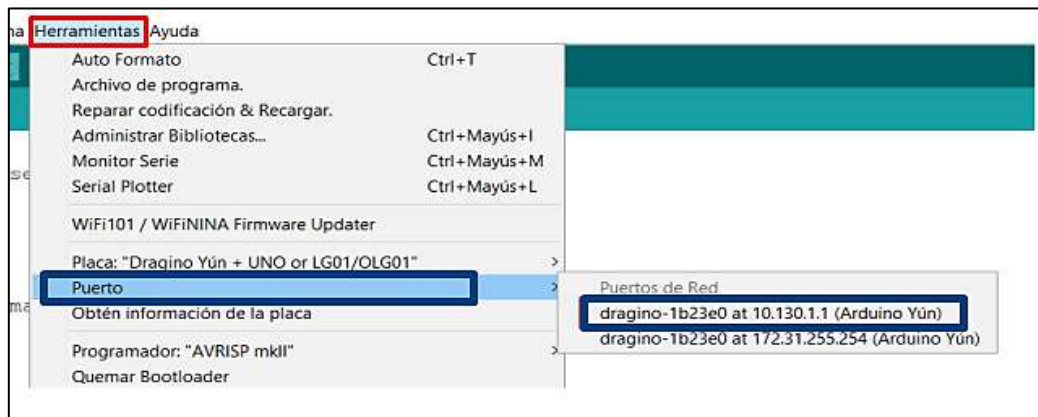 Herramientas Ayuda
Auto Formato Ctrl+T
Archivo de programa.
Reparar codificación & Recargar.
Administrar Bibliotecas... Ctrl+Mayús+I
Monitor Serie Ctrl+Mayús+M
Serial Plotter Ctrl+Mayús+L
WiFi101 / WiFiNINA Firmware Updater
Placa: "Dragino Yún + UNO or LG01/OLG01" >
Puerto >
Puertos de Red
dragino-1b23e0 at 10.130.1.1 (Arduino Yún)
dragino-1b23e0 at 172.31.255.254 (Arduino Yún)
Obtén información de la placa
Programador: "AVRISP mkII" >
Quemar Bootloader